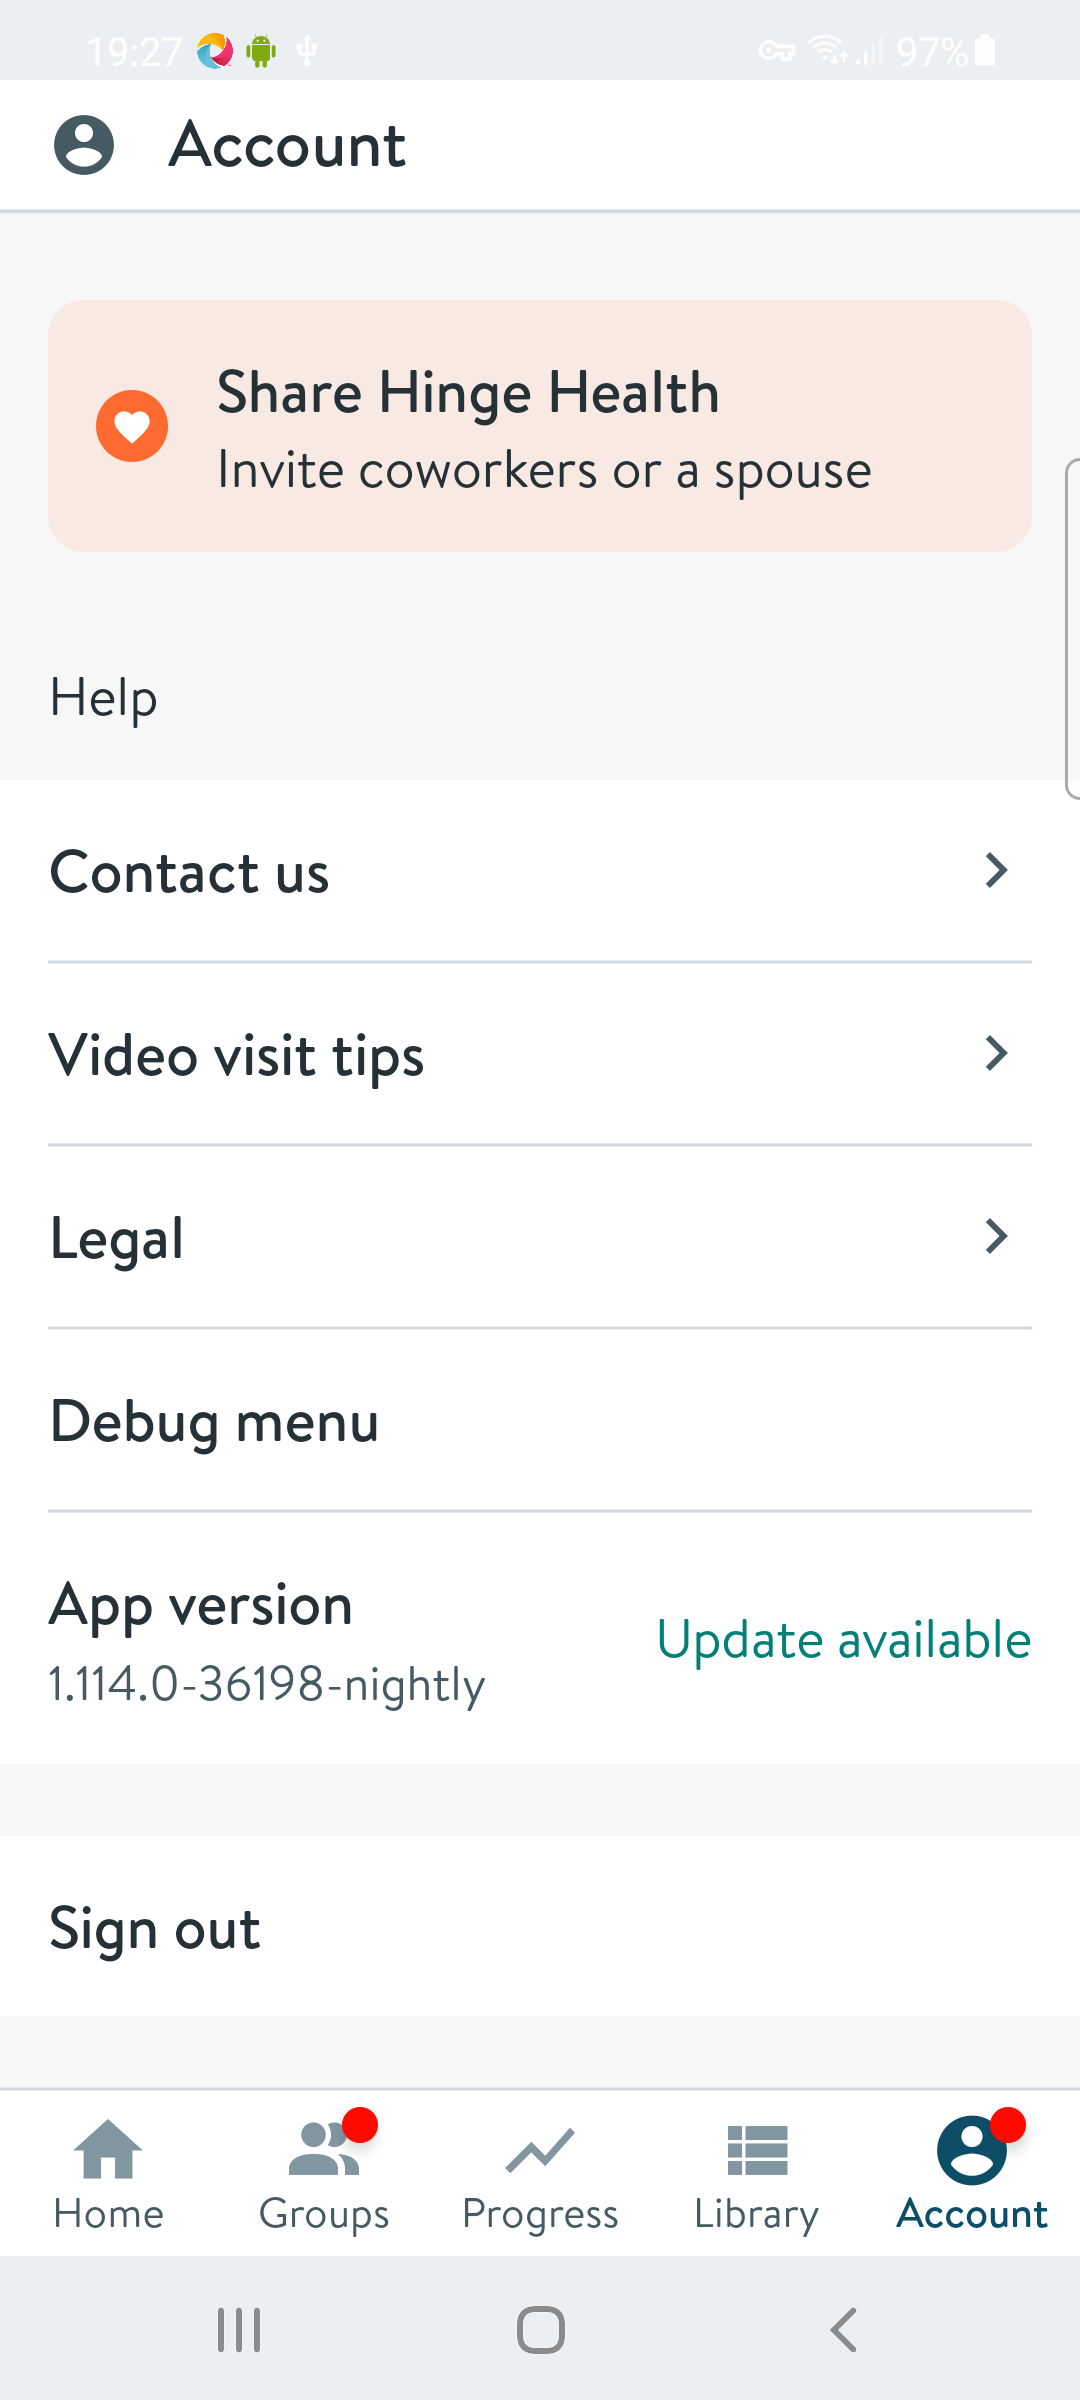 19:27
97%
Account
Share Hinge Health
Invite coworkers or a spouse
Help
Contact us
Video visit tips
Legal
Debug menu
App version
1.114.0-36198-nightly
Update available
Sign out
Home
Groups
Progress
Library
Account